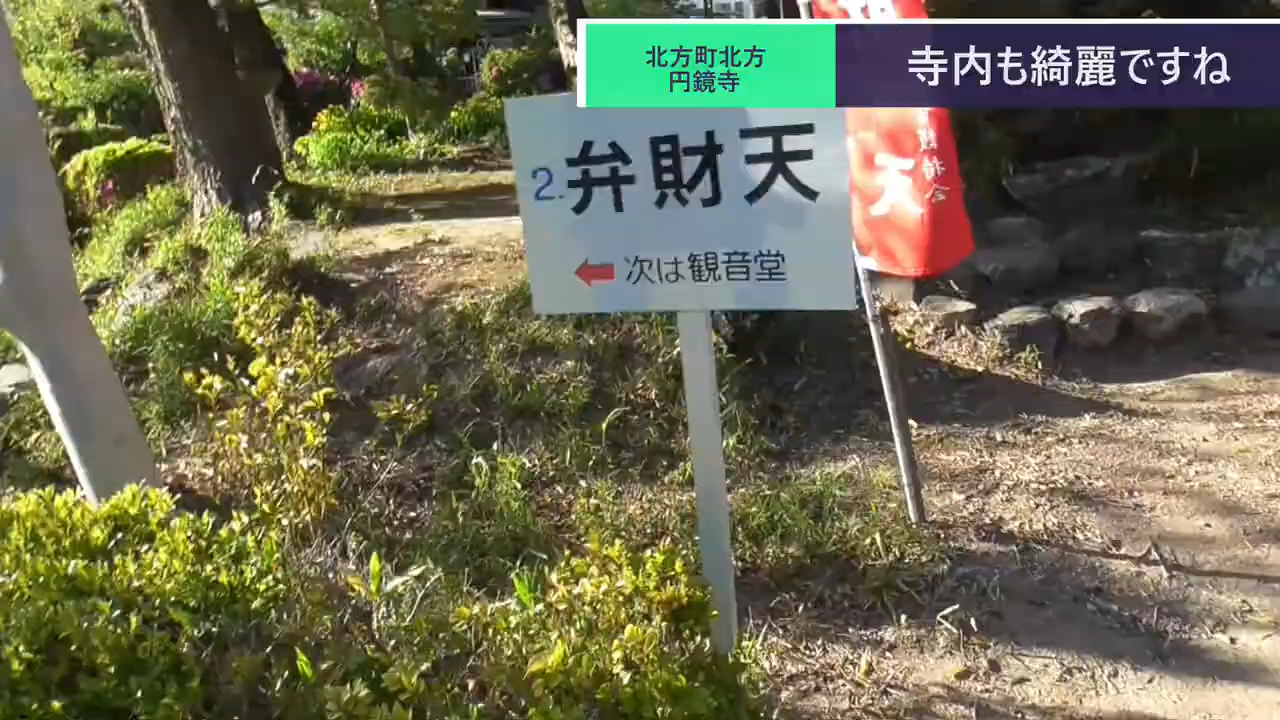 北方町北方
円鏡寺
寺内も綺麗ですね
2.弁財天
←次は観音堂
天